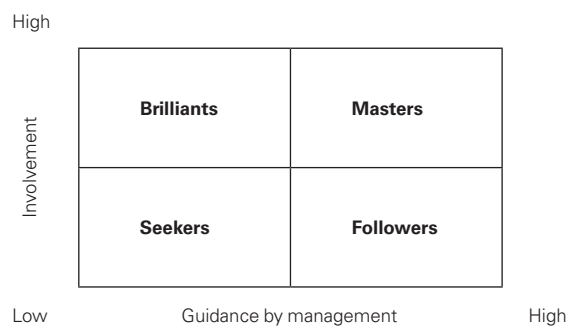 High
Involvement
Brilliants Masters
Seekers Followers
Low Guidance by management High